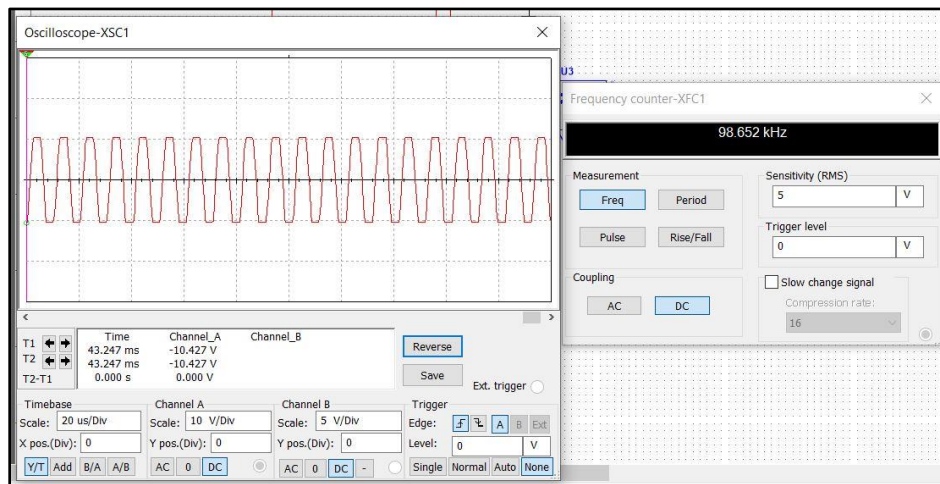 Oscilloscope-XSC1
Time Channel_A Channel_B
T1 43.247 ms -10.427 V
T2 43.247 ms -10.427 V
T2-T1 0.000 s 0.000 V
Reverse
Save
Ext. trigger
Timebase
Scale: 20 us/Div
X pos.(Div): 0
Y/T Add B/A A/B
Channel A
Scale: 10 V/Div
Y pos.(Div): 0
AC 0 DC
Channel B
Scale: 5 V/Div
Y pos.(Div): 0
AC 0 DC -
Trigger
Edge: A B Ext
Level: 0 V
Single Normal Auto None
U3
Frequency counter-XFC1
98.652 kHz
Measurement
Freq Period
Pulse Rise/Fall
Coupling
AC DC
Sensitivity (RMS)
5 V
Trigger level
0 V
Slow change signal
Compression rate:
16